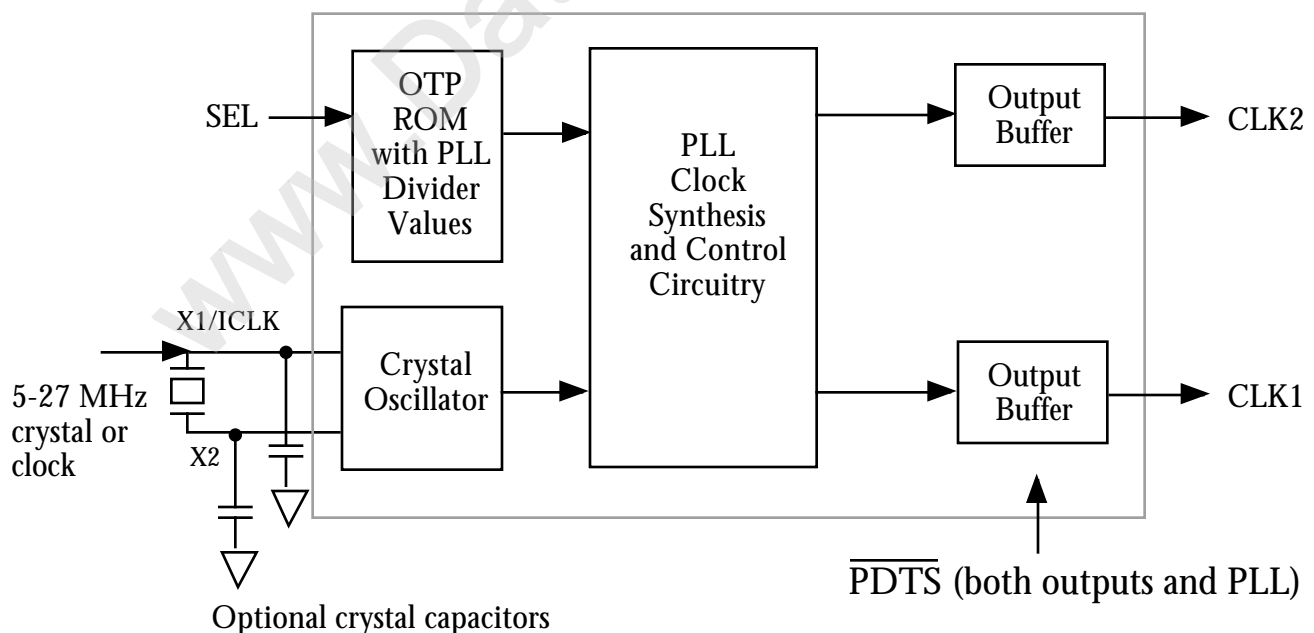 SEL
OTP
ROM
with PLL
Divider
Values
PLL
Clock
Synthesis
and Control
Circuitry
Output
Buffer
CLK2
X1/ICLK
5-27 MHz
crystal or
clock
X2
Crystal
Oscillator
Output
Buffer
CLK1
PDTS (both outputs and PLL)
Optional crystal capacitors
www.Da